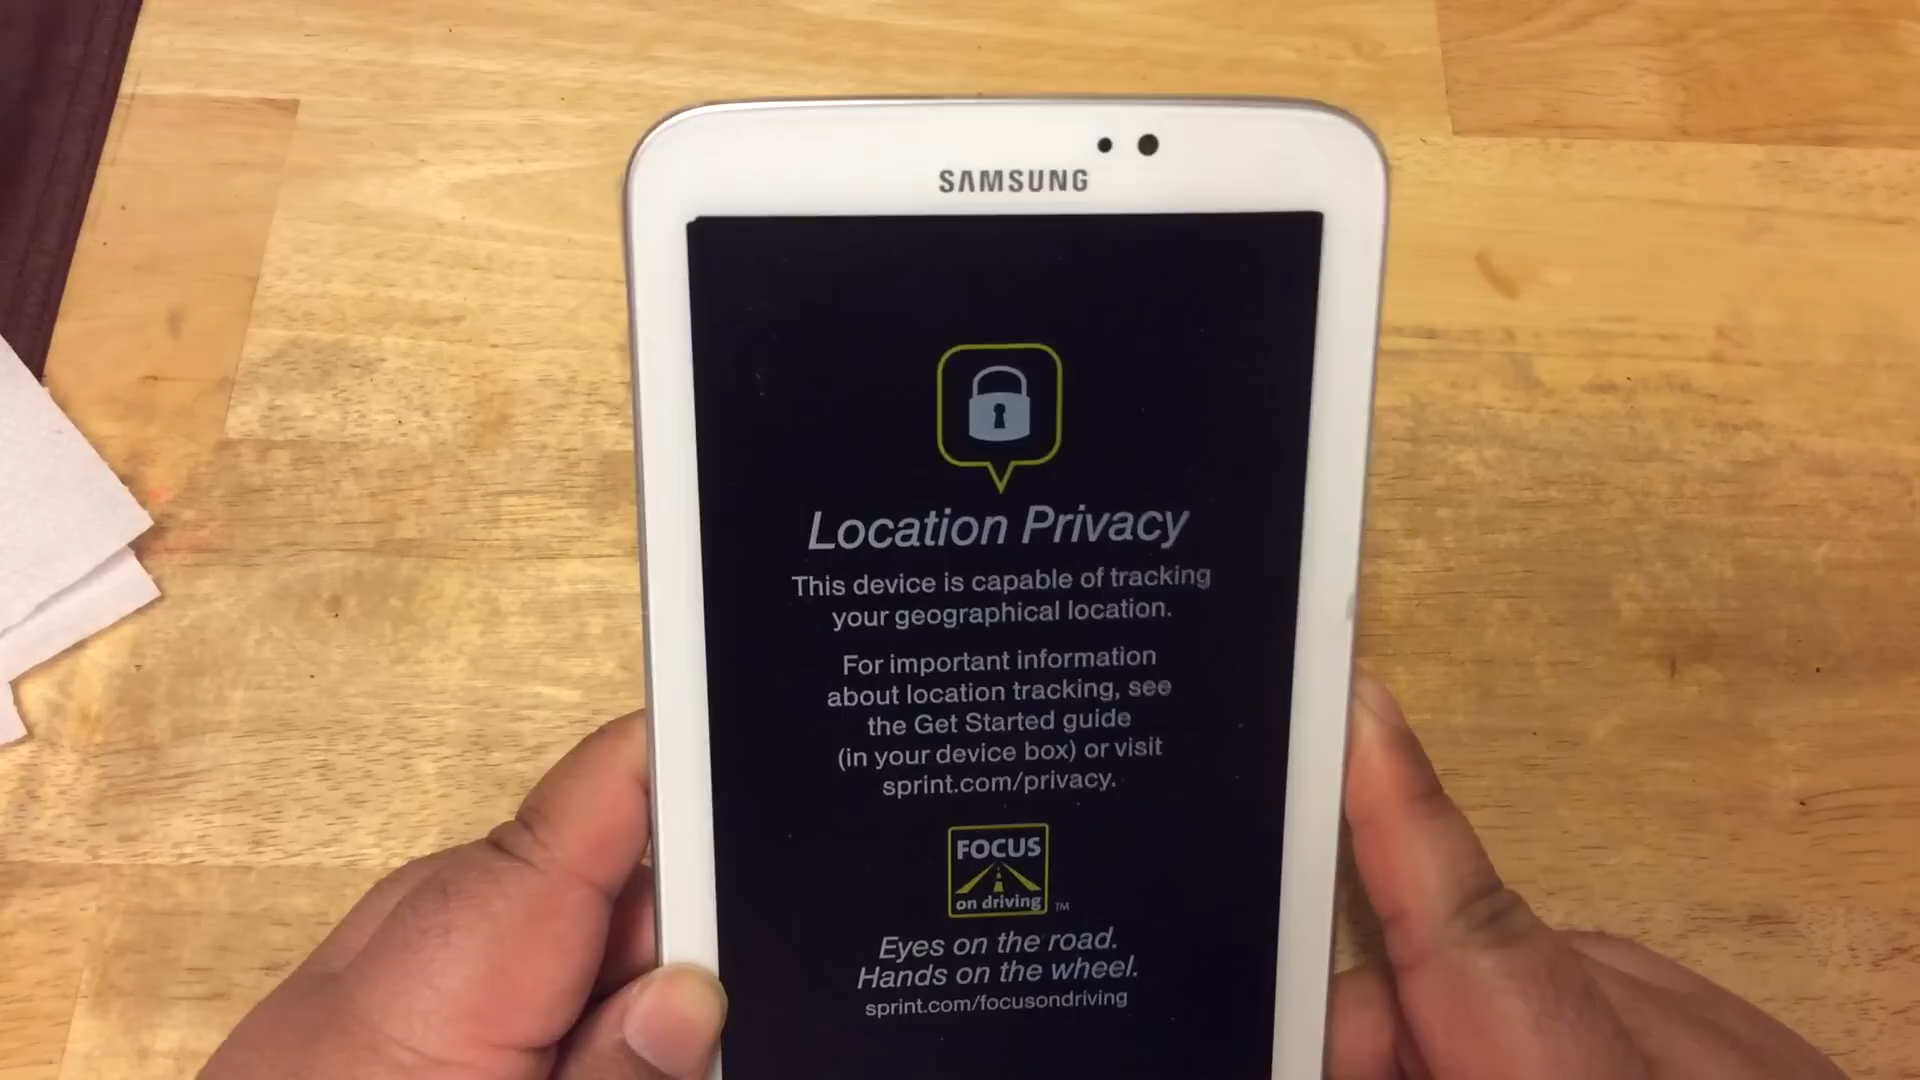 SAMSUNG
Location Privacy
This device is capable of tracking
your geographical location.
For important information
about location tracking, see
the Get Started guide
(in your device box) or visit
sprint.com/privacy.
FOCUS
on driving ™
Eyes on the road.
Hands on the wheel.
sprint.com/focusondriving